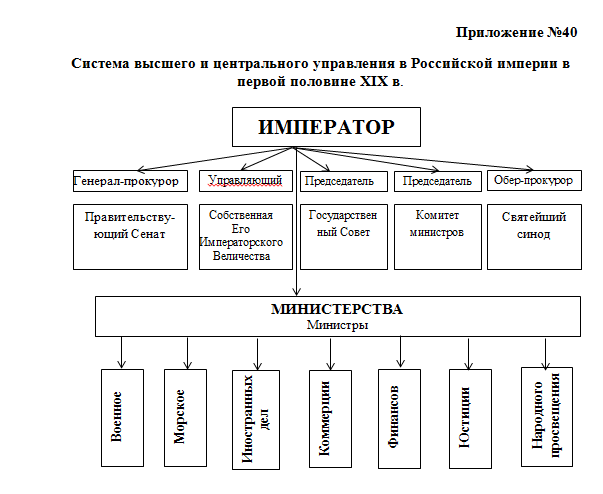 Приложение №40
Система высшего и центрального управления в Российской империи в
первой половине XIX в.
ИМПЕРАТОР
Генерал-прокурор
Управляющий
Председатель
Председатель
Обер-прокурор
Правительству-
ющий Сенат
Собственная
Его
Императорского
Величества
Государствен
ный Совет
Комитет
министров
Святейший
синод
МИНИСТЕРСТВА
Министры
Военное
Морское
Иностранных
дел
Коммерции
Финансов
Юстиции
Народного
просвещения